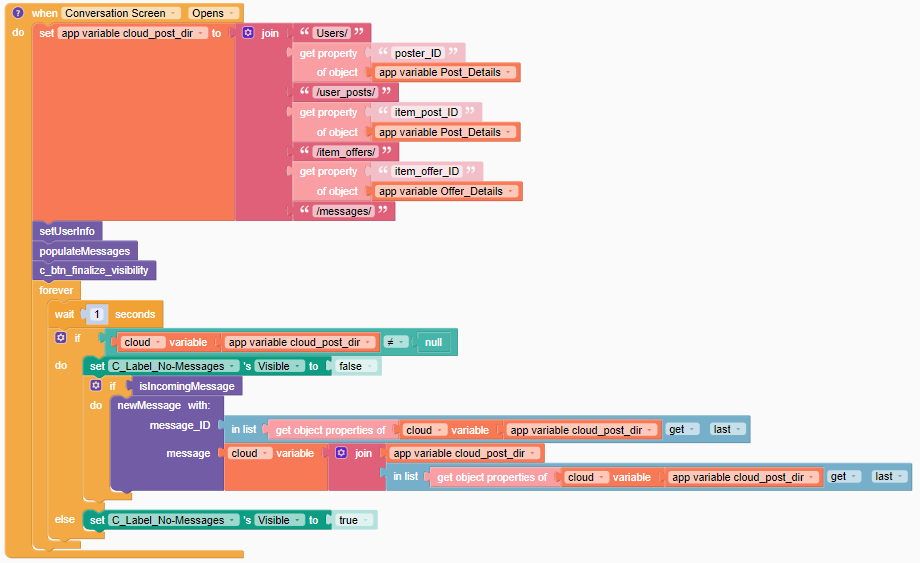 ? when Conversation Screen Opens
do set app variable cloud_post_dir to join “ Users/ ”
get property “ poster_ID ”
of object app variable Post_Details
“ /user_posts/ ”
get property “ item_post_ID ”
of object app variable Post_Details
“ /item_offers/ ”
get property “ item_offer_ID ”
of object app variable Offer_Details
“ /messages/ ”
setUserInfo
populateMessages
c_btn_finalize_visibility
forever
wait 1 seconds
if cloud variable app variable cloud_post_dir ≠ null
do set C_Label_No-Messages 's Visible to false
if isIncomingMessage
do newMessage with:
message_ID in list get object properties of cloud variable app variable cloud_post_dir get last
message cloud variable join app variable cloud_post_dir
in list get object properties of cloud variable app variable cloud_post_dir get last
else set C_Label_No-Messages 's Visible to true